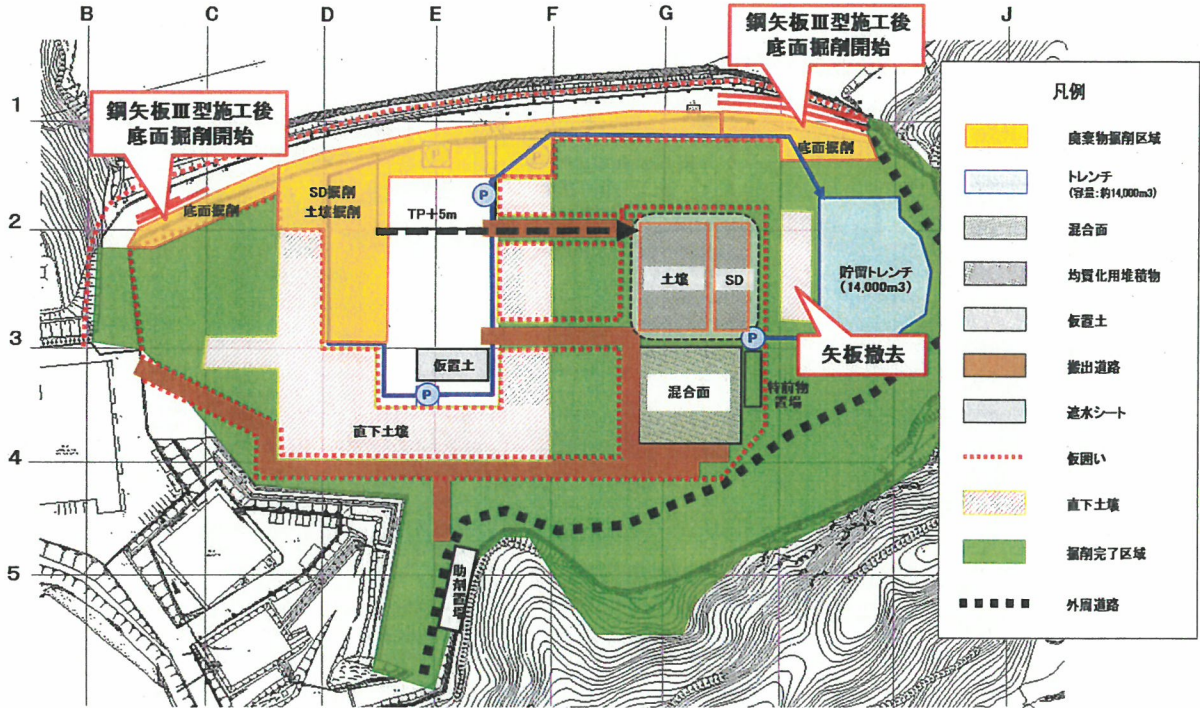 B
C
D
E
F
G
J
1
2
3
4
5
鋼矢板Ⅲ型施工後
底面掘削開始
鋼矢板Ⅲ型施工後
底面掘削開始
底面掘削
SD掘削
土壌掘削
TP+5m
P
P
P
底面掘削
土壌
SD
貯留トレンチ
(14,000m3)
矢板撤去
仮置土
混合面
特前物
置場
直下土壌
助剤置場
凡例
廃棄物掘削区域
トレンチ
(容量:約14,000m3)
混合面
均質化用堆積物
仮置土
搬出道路
遮水シート
仮囲い
直下土壌
掘削完了区域
外周道路